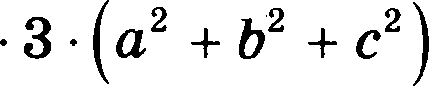 · 3 · (a² + b² + c²)